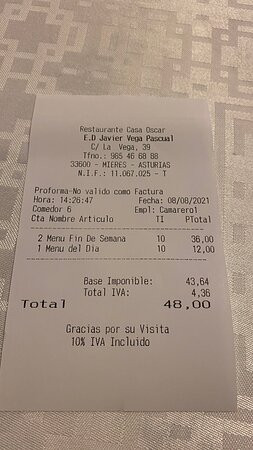 Restaurante Casa Oscar
E.D Javier Vega Pascual
C/ La Vega, 39
Tfno.: 985 46 68 88
33600 - MIERES - ASTURIAS
N.I.F.: 11.067.025 - T
Proforma-No valido como Factura
Hora: 14:26:47 Fecha: 08/08/2021
Comedor 6 Empl: Camarero1
Cta Nombre Articulo TI PTotal
2 Menu Fin De Semana 10 36,00
1 Menu del Dia 10 12,00
Base Imponible: 43,64
Total IVA: 4,36
Total 48,00
Gracias por su Visita
10% IVA Incluido